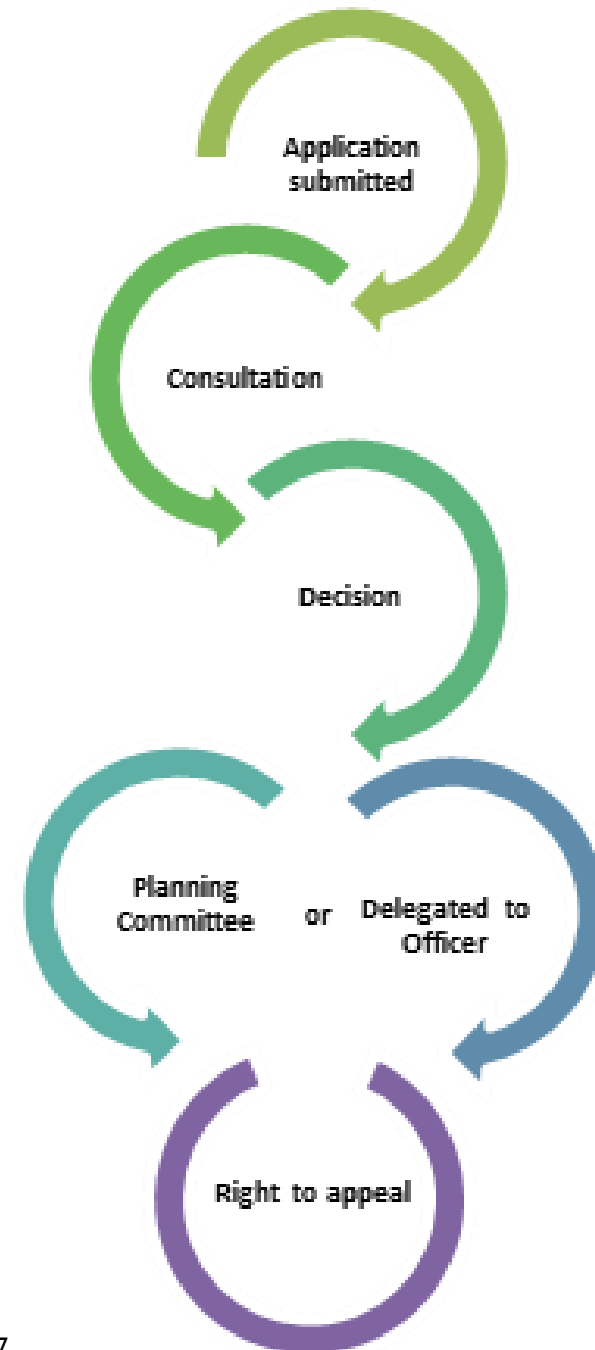 Application
submitted
Consultation
Decision
Planning
Committee
or
Delegated to
Officer
Right to appeal
7